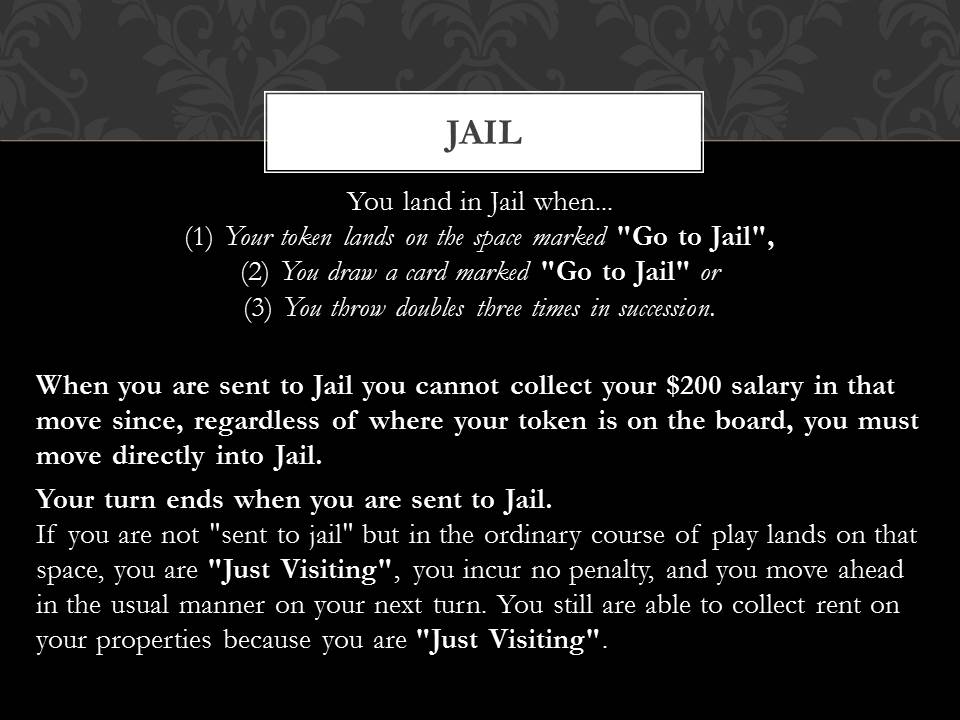 JAIL
You land in Jail when...
(1) Your token lands on the space marked "Go to Jail",
(2) You draw a card marked "Go to Jail" or
(3) You throw doubles three times in succession.
When you are sent to Jail you cannot collect your $200 salary in that
move since, regardless of where your token is on the board, you must
move directly into Jail.
Your turn ends when you are sent to Jail.
If you are not "sent to jail" but in the ordinary course of play lands on that
space, you are "Just Visiting", you incur no penalty, and you move ahead
in the usual manner on your next turn. You still are able to collect rent on
your properties because you are "Just Visiting".